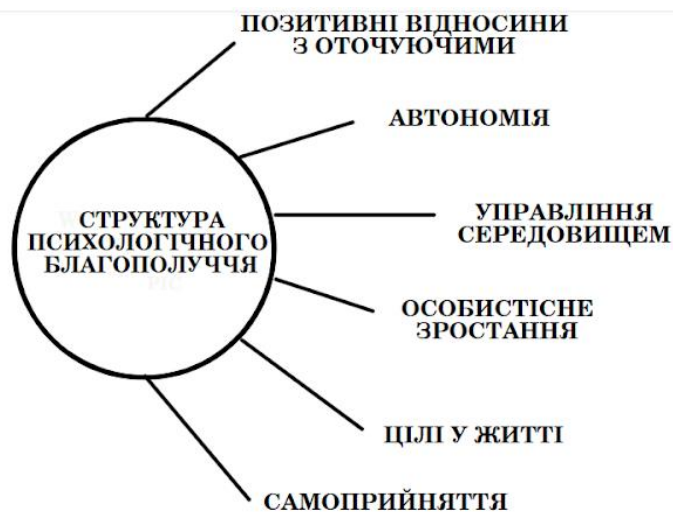 ПОЗИТИВНІ ВІДНОСИНИ
З ОТОЧУЮЧИМИ
АВТОНОМІЯ
СТРУКТУРА
ПСИХОЛОГІЧНОГО
БЛАГОПОЛУЧЧЯ
УПРАВЛІННЯ
СЕРЕДОВИЩЕМ
ОСОБИСТІСНЕ
ЗРОСТАННЯ
ЦІЛІ У ЖИТТІ
САМОПРИЙНЯТТЯ